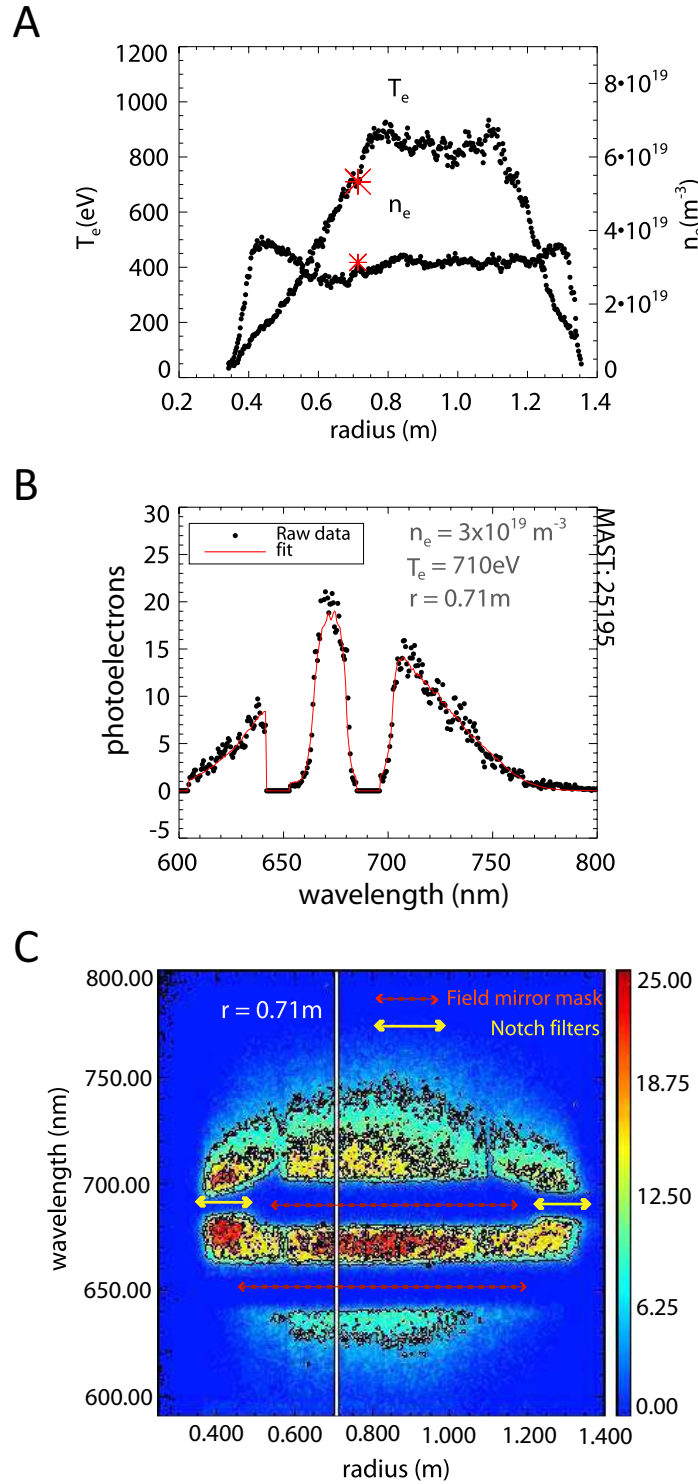 A
1200
1000
800
600
400
200
0
T_e(eV)
T_e
n_e
8•10^19
6•10^19
4•10^19
2•10^19
0
n_e(m^-3)
0.2 0.4 0.6 0.8 1.0 1.2 1.4
radius (m)
B
30
25
20
15
10
5
0
-5
photoelectrons
Raw data
fit
n_e = 3x10^19 m^-3
T_e = 710eV
r = 0.71m
MAST: 25195
600 650 700 750 800
wavelength (nm)
C
800.00
750.00
700.00
650.00
600.00
wavelength (nm)
r = 0.71m
Field mirror mask
Notch filters
25.00
18.75
12.50
6.25
0.00
0.400 0.600 0.800 1.000 1.200 1.400
radius (m)